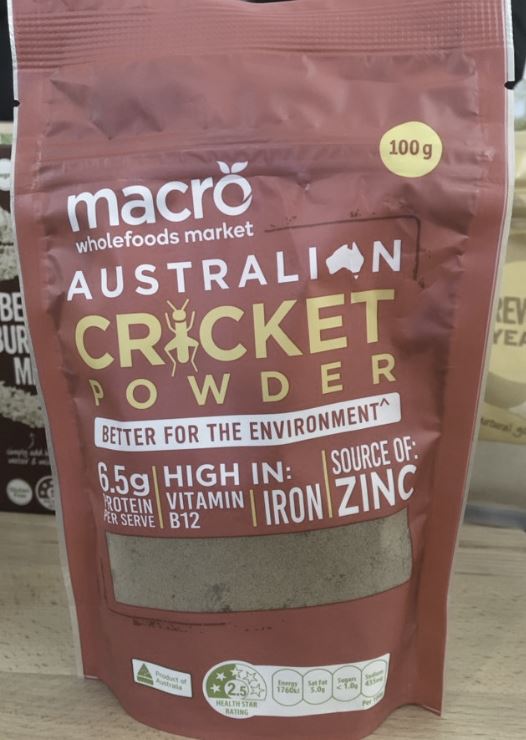 100 g
macro
wholefoods market
AUSTRALIAN
CRICKET
POWDER
BETTER FOR THE ENVIRONMENT^
6.5g
PROTEIN
PER SERVE
HIGH IN:
VITAMIN
B12
IRON
SOURCE OF:
ZINC
Product of
Australia
2.5
HEALTH STAR
RATING
Energy
1760kJ
Sat Fat
5.0g
Sugars
< 1.0g
Sodium
Per